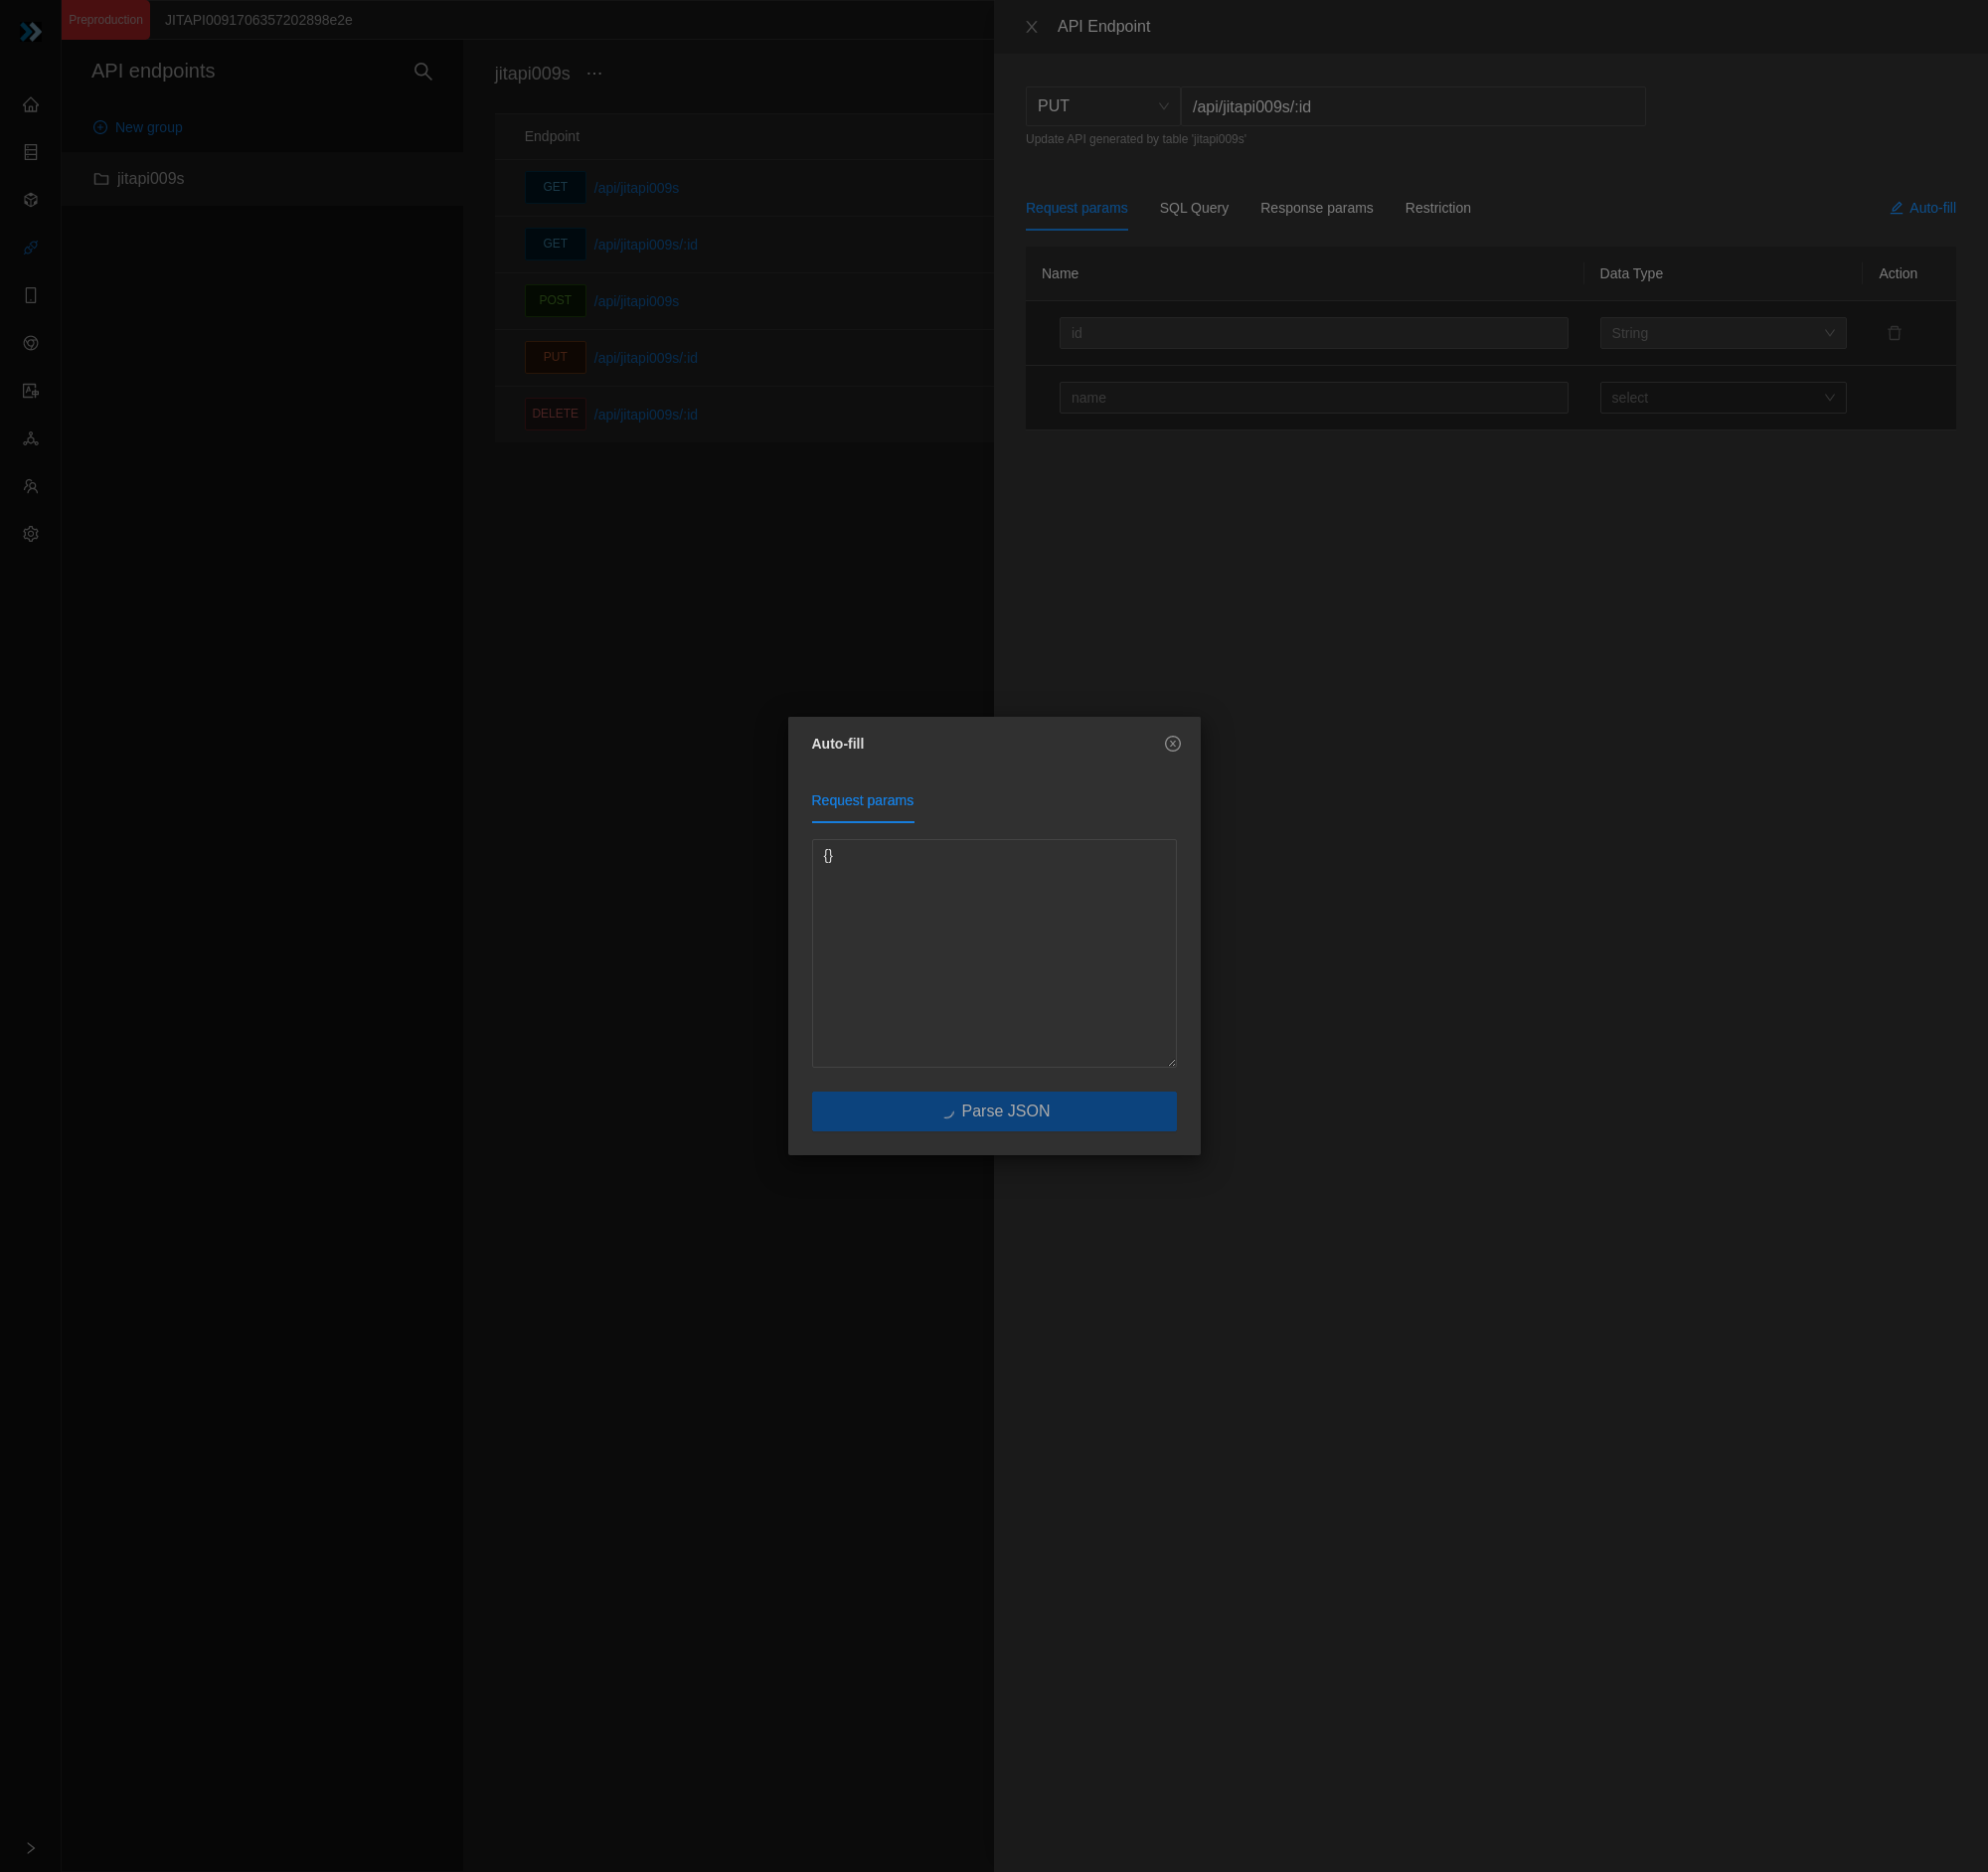 Preproduction JITAPI0091706357202898e2e
API endpoints
New group
jitapi009s
jitapi009s ...
Endpoint
GET /api/jitapi009s
GET /api/jitapi009s/:id
POST /api/jitapi009s
PUT /api/jitapi009s/:id
DELETE /api/jitapi009s/:id
API Endpoint
PUT /api/jitapi009s/:id
Update API generated by table 'jitapi009s'
Request params SQL Query Response params Restriction Auto-fill
Name Data Type Action
id String
name select
Auto-fill
Request params
{}
Parse JSON